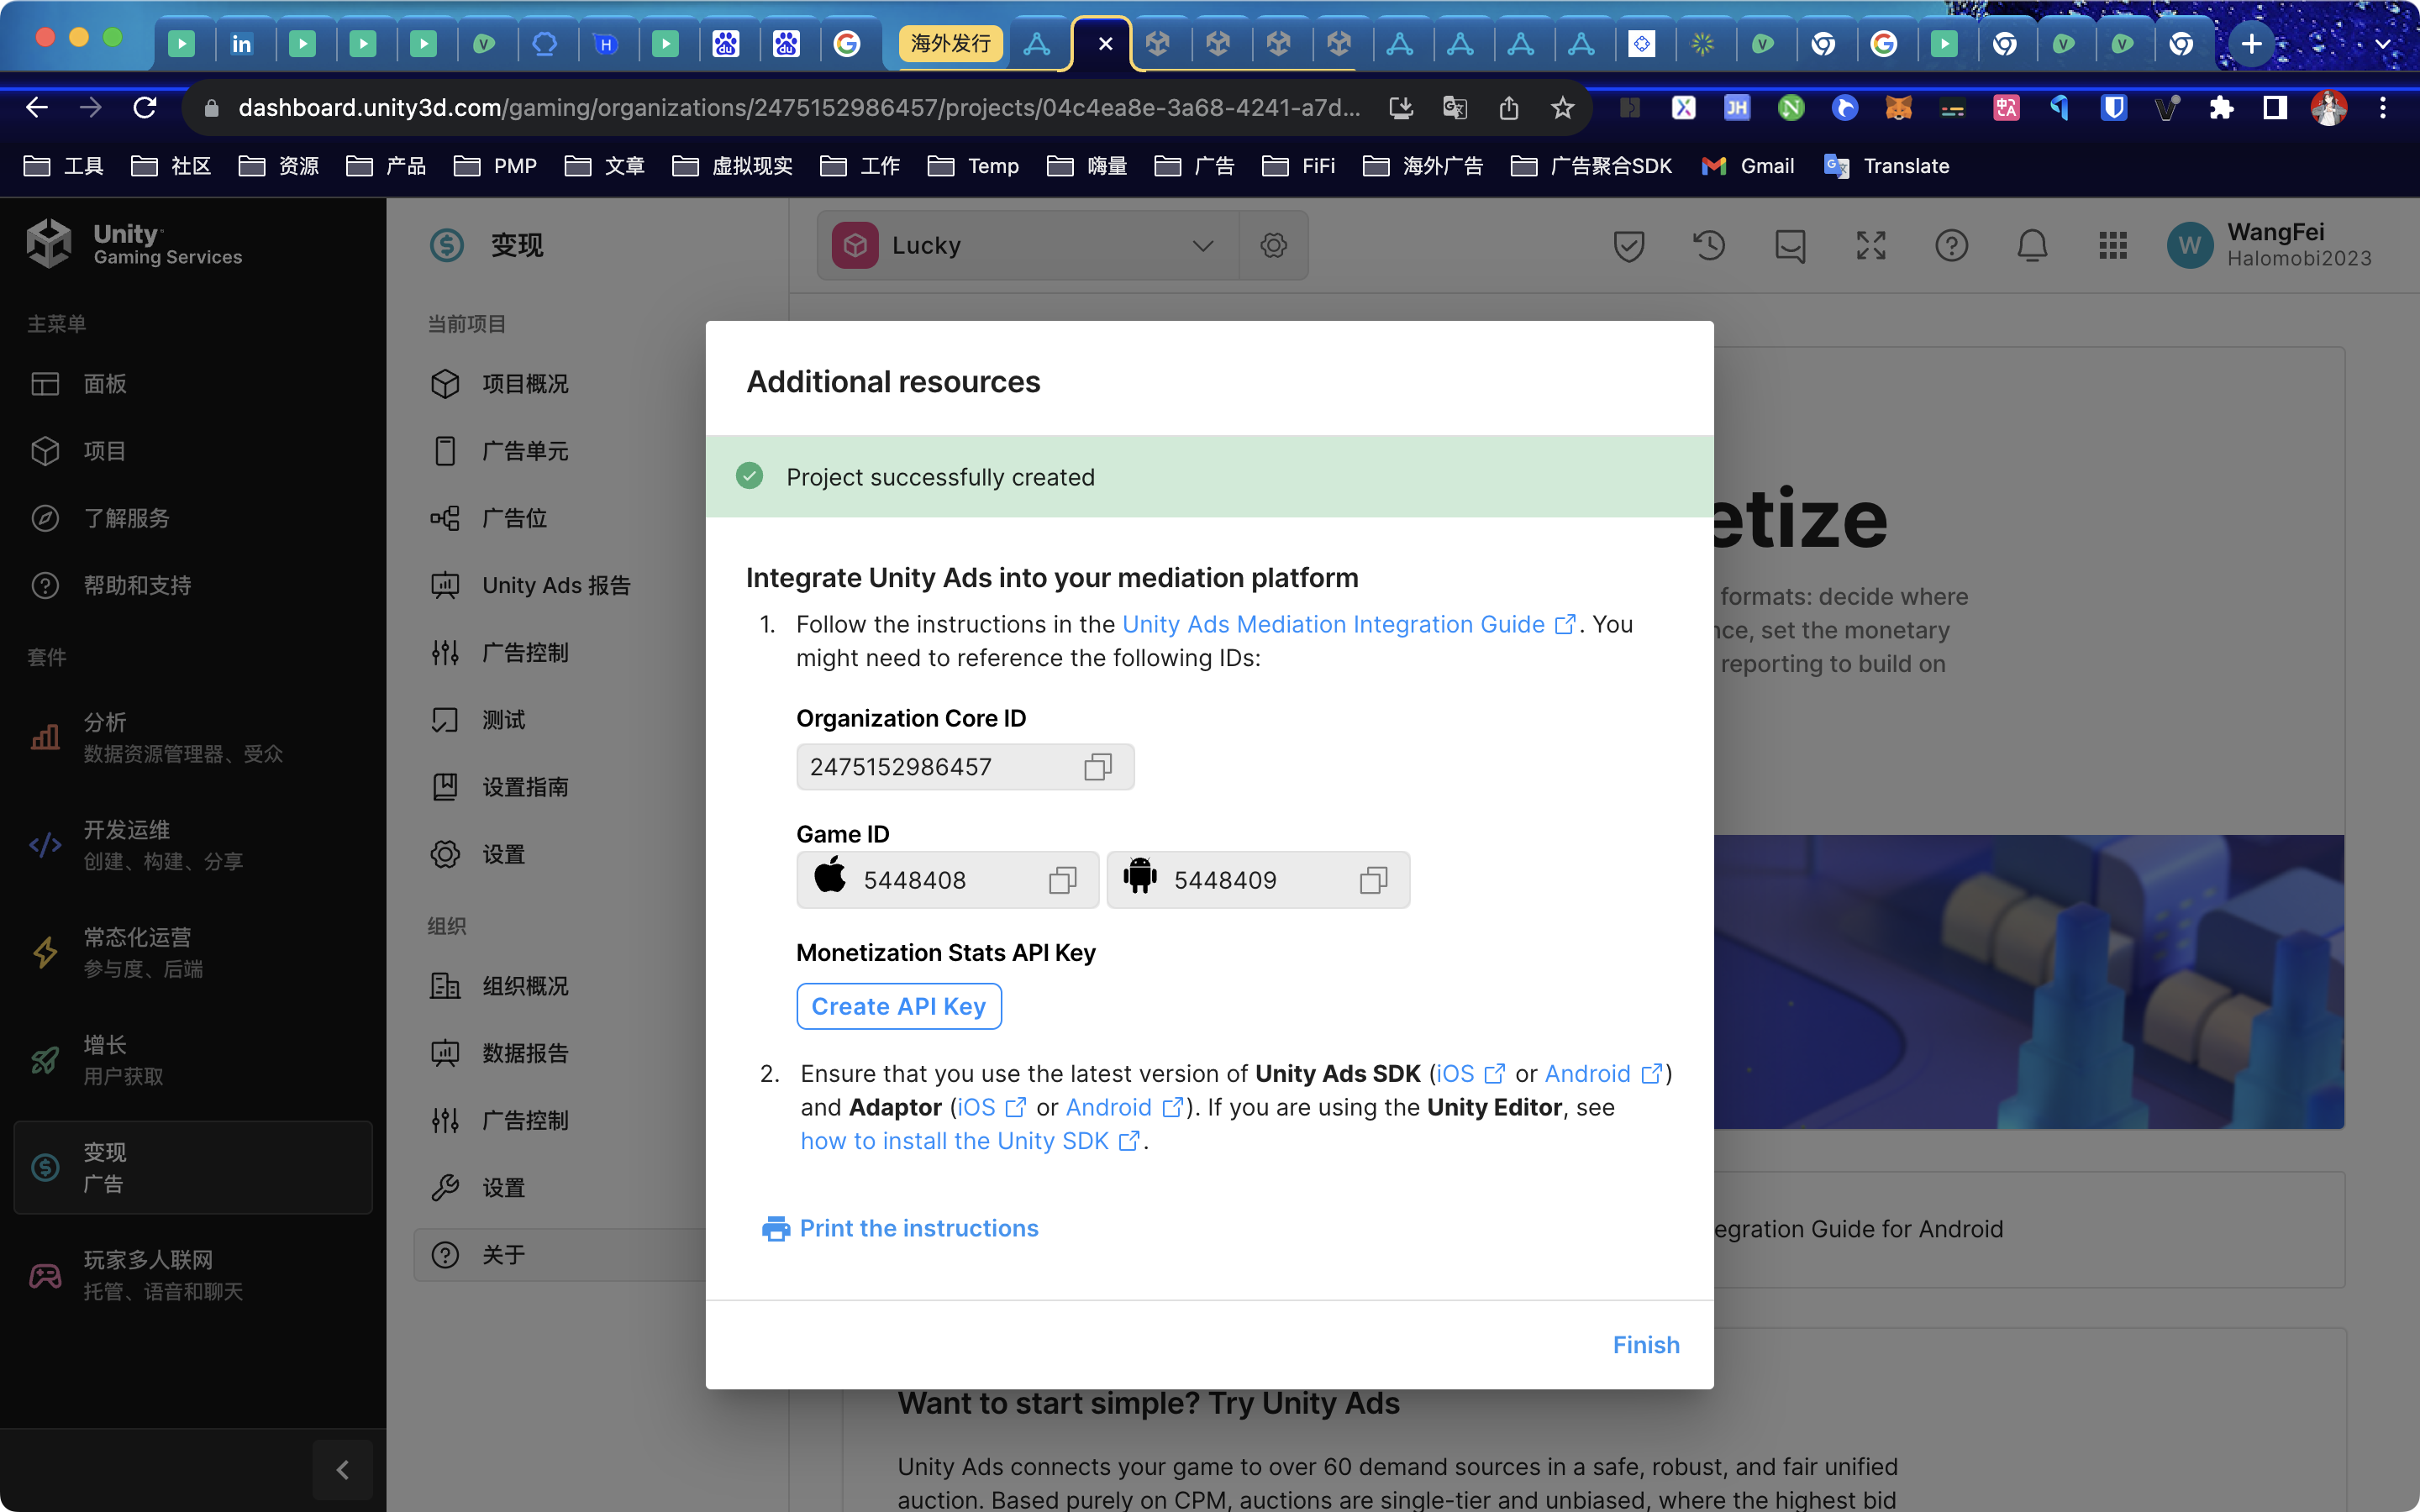 海外发行
dashboard.unity3d.com/gaming/organizations/2475152986457/projects/04c4ea8e-3a68-4241-a7d...
工具
社区
资源
产品
PMP
文章
虚拟现实
工作
Temp
嗨量
广告
FiFi
海外广告
广告聚合SDK
Gmail
Translate
Unity
Gaming Services
主菜单
面板
项目
了解服务
帮助和支持
套件
分析
数据资源管理器、受众
开发运维
创建、构建、分享
常态化运营
参与度、后端
增长
用户获取
变现
广告
玩家多人联网
托管、语音和聊天
变现
当前项目
项目概况
广告单元
广告位
Unity Ads 报告
广告控制
测试
设置指南
设置
组织
组织概况
数据报告
广告控制
设置
关于
Lucky
W
WangFei
Halomobi2023
Additional resources
Project successfully created
Integrate Unity Ads into your mediation platform
1. Follow the instructions in the Unity Ads Mediation Integration Guide. You
might need to reference the following IDs:
Organization Core ID
2475152986457
Game ID
5448408
5448409
Monetization Stats API Key
Create API Key
2. Ensure that you use the latest version of Unity Ads SDK (iOS or Android)
and Adaptor (iOS or Android). If you are using the Unity Editor, see
how to install the Unity SDK.
Print the instructions
Finish
etize
formats: decide where
nce, set the monetary
reporting to build on
egration Guide for Android
Want to start simple? Try Unity Ads
Unity Ads connects your game to over 60 demand sources in a safe, robust, and fair unified
auction. Based purely on CPM, auctions are single-tier and unbiased, where the highest bid